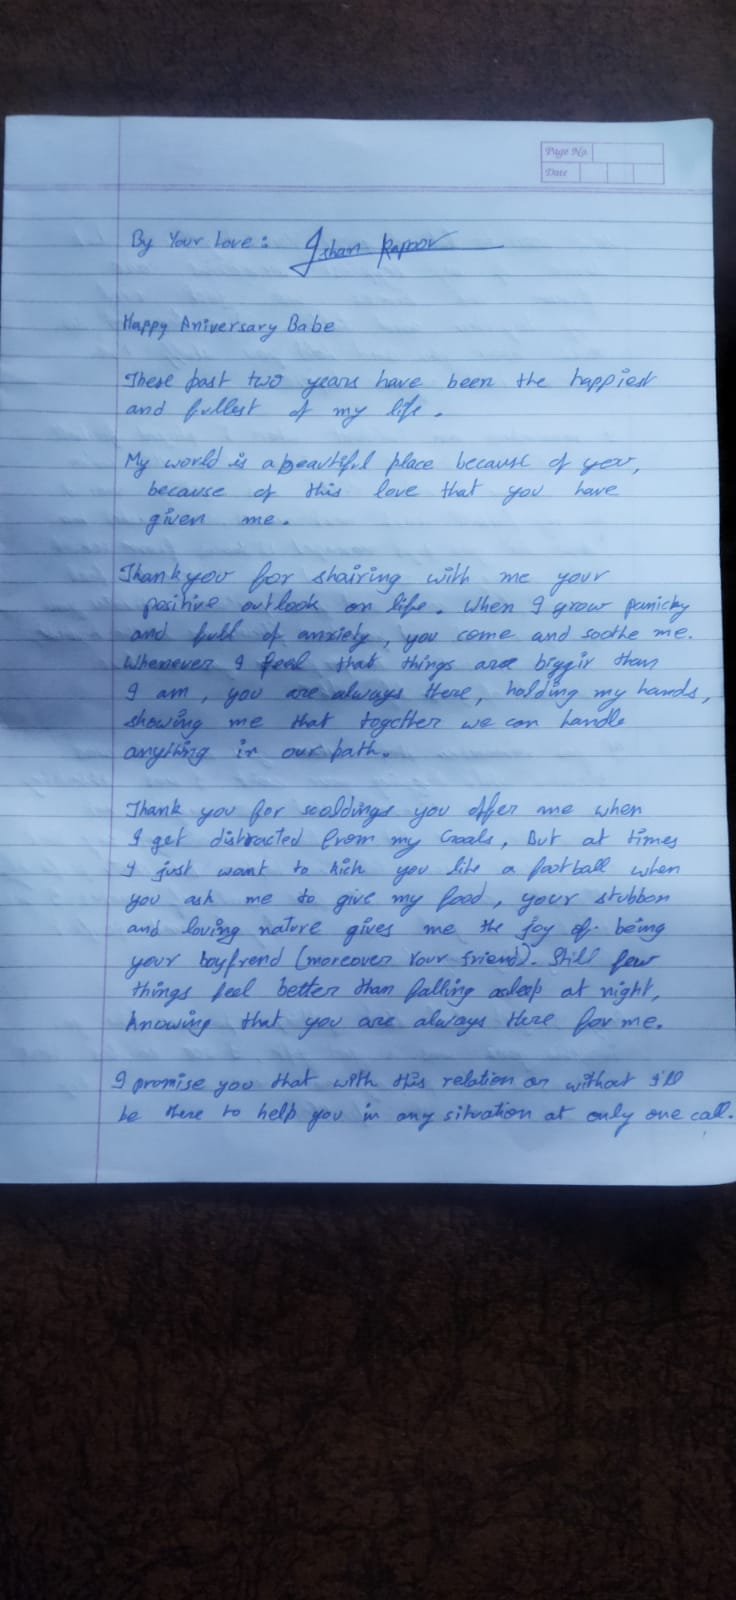 Page No.
Date
By Your Love: Ishan Kapoor
Happy Aniversary Babe
These past two years have been the happiest
and fullest of my life.
My world is a beautiful place because of you,
because of this love that you have
given me.
Thankyou for shairing with me your
positive outlook on life. When I grow panicky
and full of anxiety, you come and soothe me.
Whenever I feel that things are biggir than
I am, you are always there, holding my hands,
showing me that togcther we can handle
anything in our path.
Thank you for scoldings you offer me when
I get distracted from my Goals, But at times
I just want to kich you like a football when
you ask me to give my food, your stubbon
and loving nature gives me the joy of being
your boyfrend (moreover Your friend). Still few
things feel better than falling asleep at night,
knowing that you are always there for me.
I promise you that with this relation or without I'll
be there to help you in any situation at only one call.